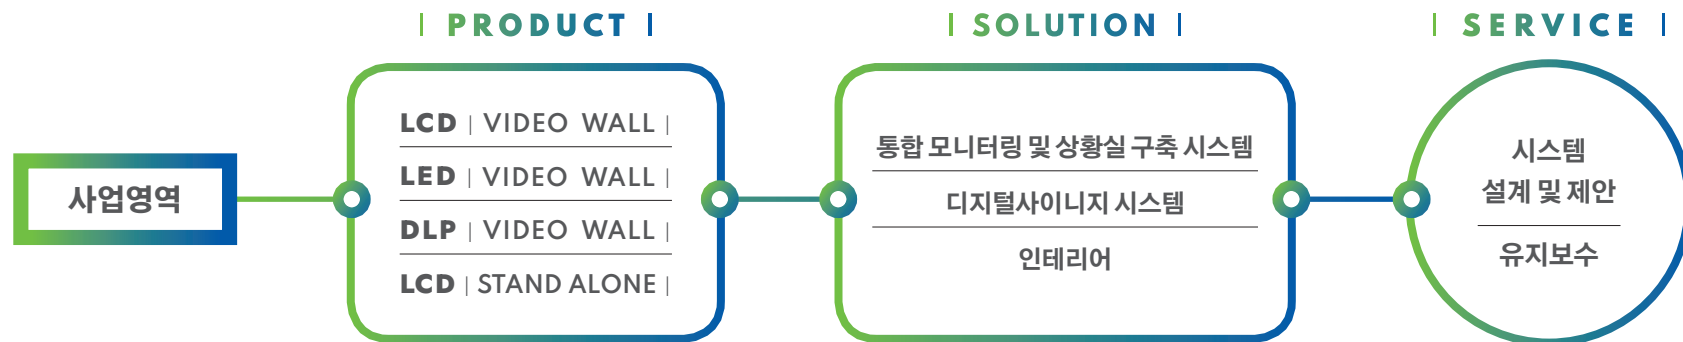 사업영역
| PRODUCT |
LCD | VIDEO WALL |
LED | VIDEO WALL |
DLP | VIDEO WALL |
LCD | STAND ALONE |
| SOLUTION |
통합 모니터링 및 상황실 구축 시스템
디지털사이니지 시스템
인테리어
| SERVICE |
시스템
설계 및 제안
유지보수